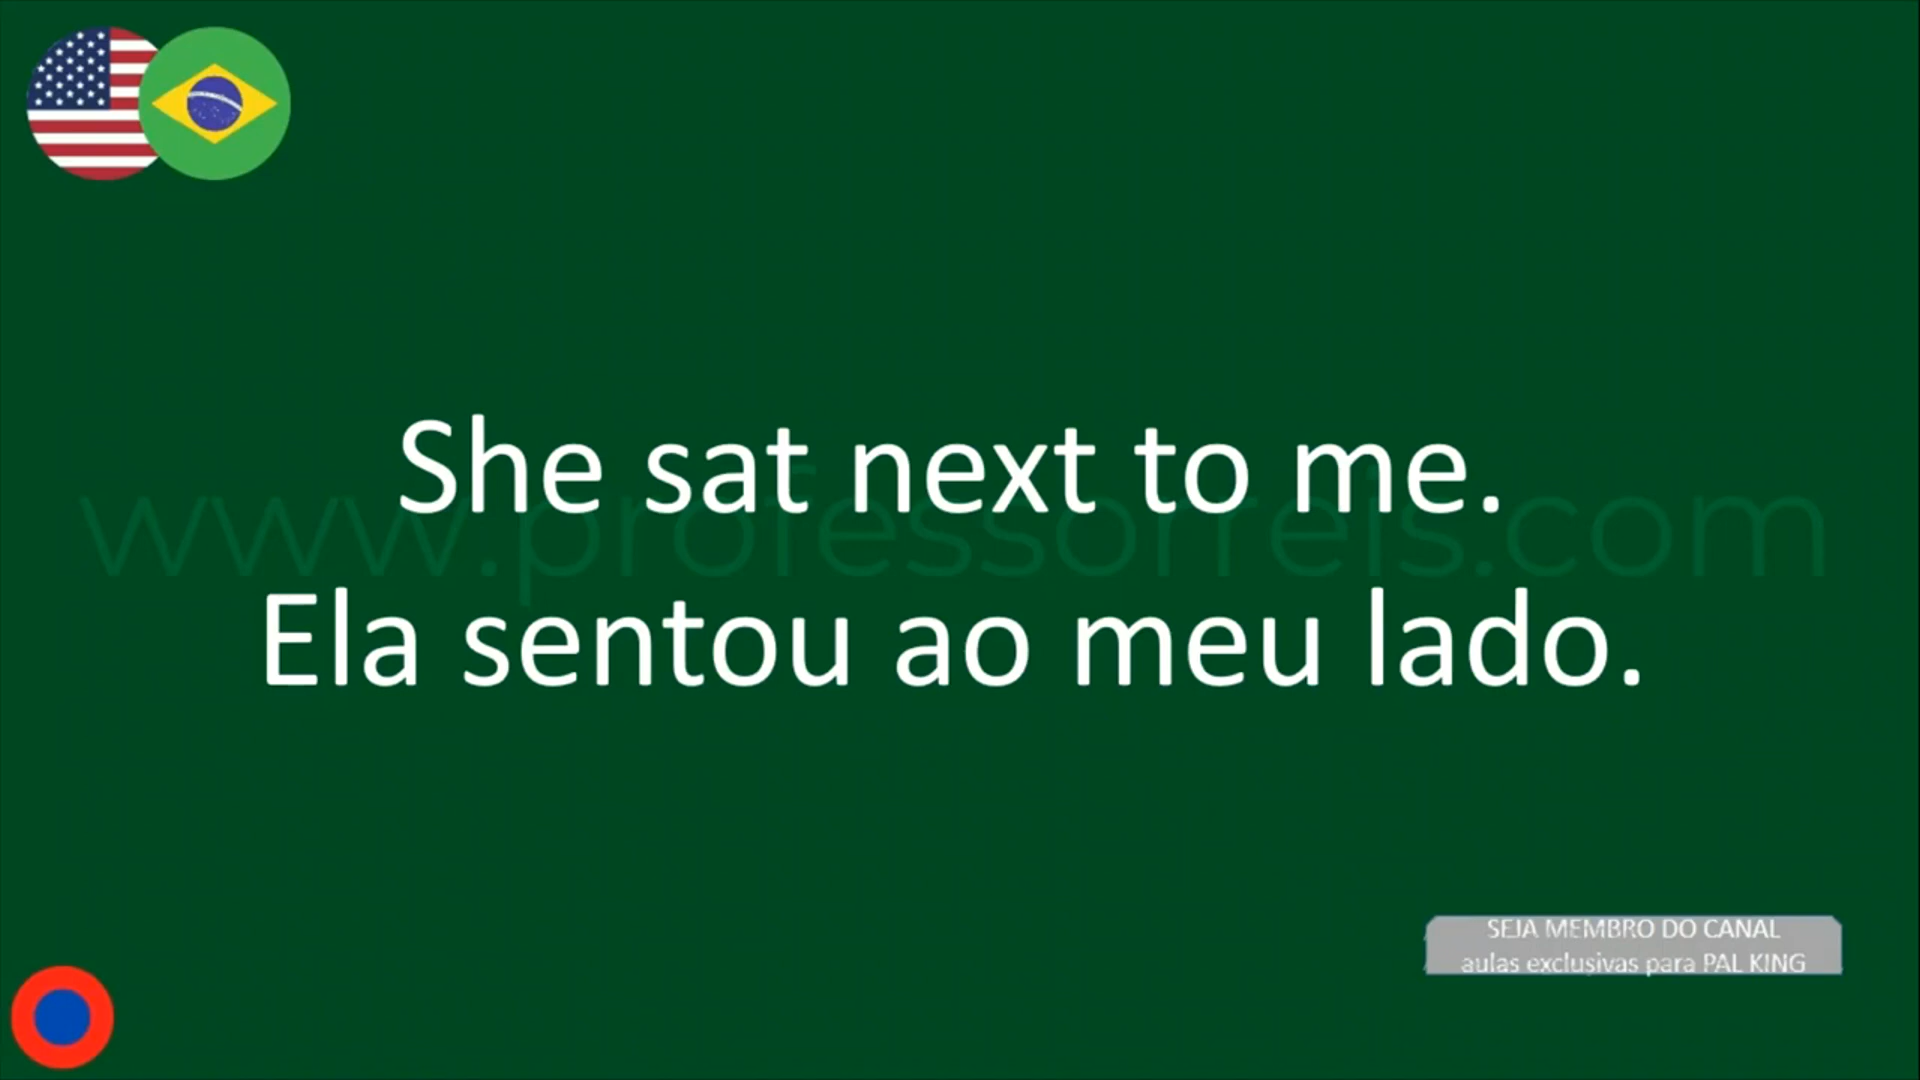 She sat next to me.
www.professorreis.com
Ela sentou ao meu lado.
SEJA MEMBRO DO CANAL
aulas exclusivas para PAL KING